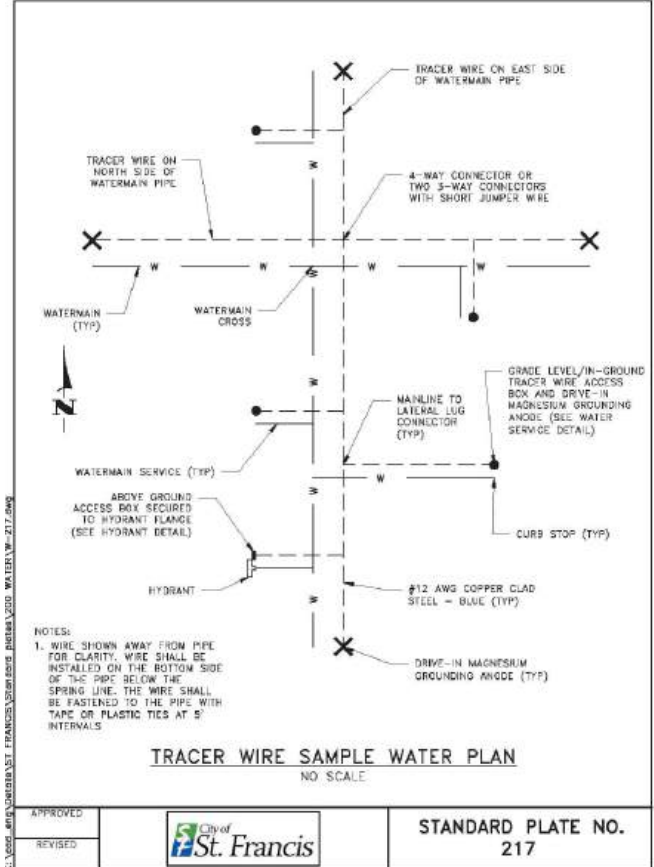 TRACER WIRE ON EAST SIDE
OF WATERMAIN PIPE
TRACER WIRE ON
NORTH SIDE OF
WATERMAIN PIPE
4-WAY CONNECTOR OR
TWO 3-WAY CONNECTORS
WITH SHORT JUMPER WIRE
W
W
W
W
W
W
WATERMAIN
(TYP)
WATERMAIN
CROSS
N
W
GRADE LEVEL/IN-GROUND
TRACER WIRE ACCESS
BOX AND DRIVE-IN
MAGNESIUM GROUNDING
ANODE (SEE WATER
SERVICE DETAIL)
MAINLINE TO
LATERAL LUG
CONNECTOR
(TYP)
WATERMAIN SERVICE (TYP)
W
W
ABOVE GROUND
ACCESS BOX SECURED
TO HYDRANT FLANGE
(SEE HYDRANT DETAIL)
CURB STOP (TYP)
HYDRANT
W
#12 AWG COPPER CLAD
STEEL - BLUE (TYP)
DRIVE-IN MAGNESIUM
GROUNDING ANODE (TYP)
NOTES:
1. WIRE SHOWN AWAY FROM PIPE
FOR CLARITY. WIRE SHALL BE
INSTALLED ON THE BOTTOM SIDE
OF THE PIPE BELOW THE
SPRING LINE. THE WIRE SHALL
BE FASTENED TO THE PIPE WITH
TAPE OR PLASTIC TIES AT 5'
INTERVALS
TRACER WIRE SAMPLE WATER PLAN
NO SCALE
APPROVED
REVISED
City of
St. Francis
STANDARD PLATE NO.
217